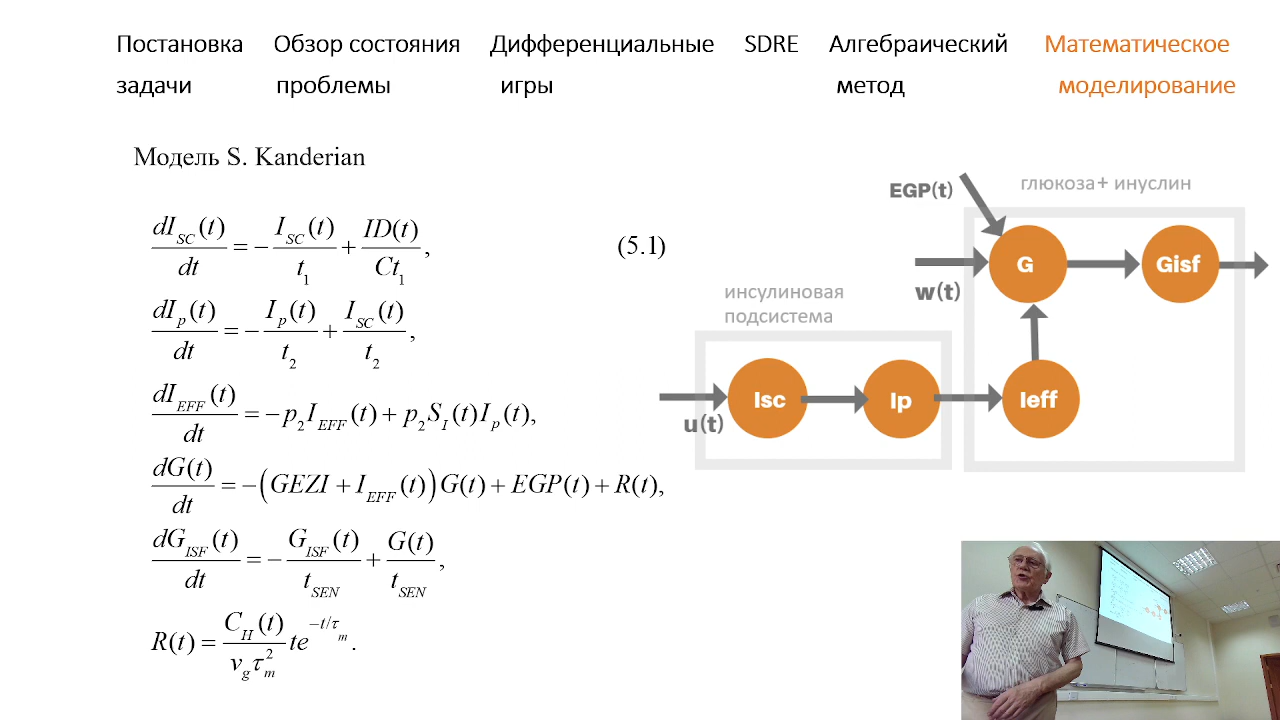 Постановка задачи
Обзор состояния проблемы
Дифференциальные игры
SDRE
Алгебраический метод
Математическое моделирование
Модель S. Kanderian
dI_SC(t)/dt = −I_SC(t)/t_1 + ID(t)/Ct_1, (5.1)
dI_p(t)/dt = −I_p(t)/t_2 + I_SC(t)/t_2,
dI_EFF(t)/dt = −p_2 I_EFF(t) + p_2 S_I(t) I_p(t),
dG(t)/dt = −(GEZI + I_EFF(t))G(t) + EGP(t) + R(t),
dG_ISF(t)/dt = −G_ISF(t)/t_SEN + G(t)/t_SEN,
R(t) = C_H(t)/(v_g τ_m^2) te^(−t/τ_m).
глюкоза+ инуслин
EGP(t)
G
Gisf
w(t)
инсулиновая
подсистема
Isc
Ip
Ieff
u(t)